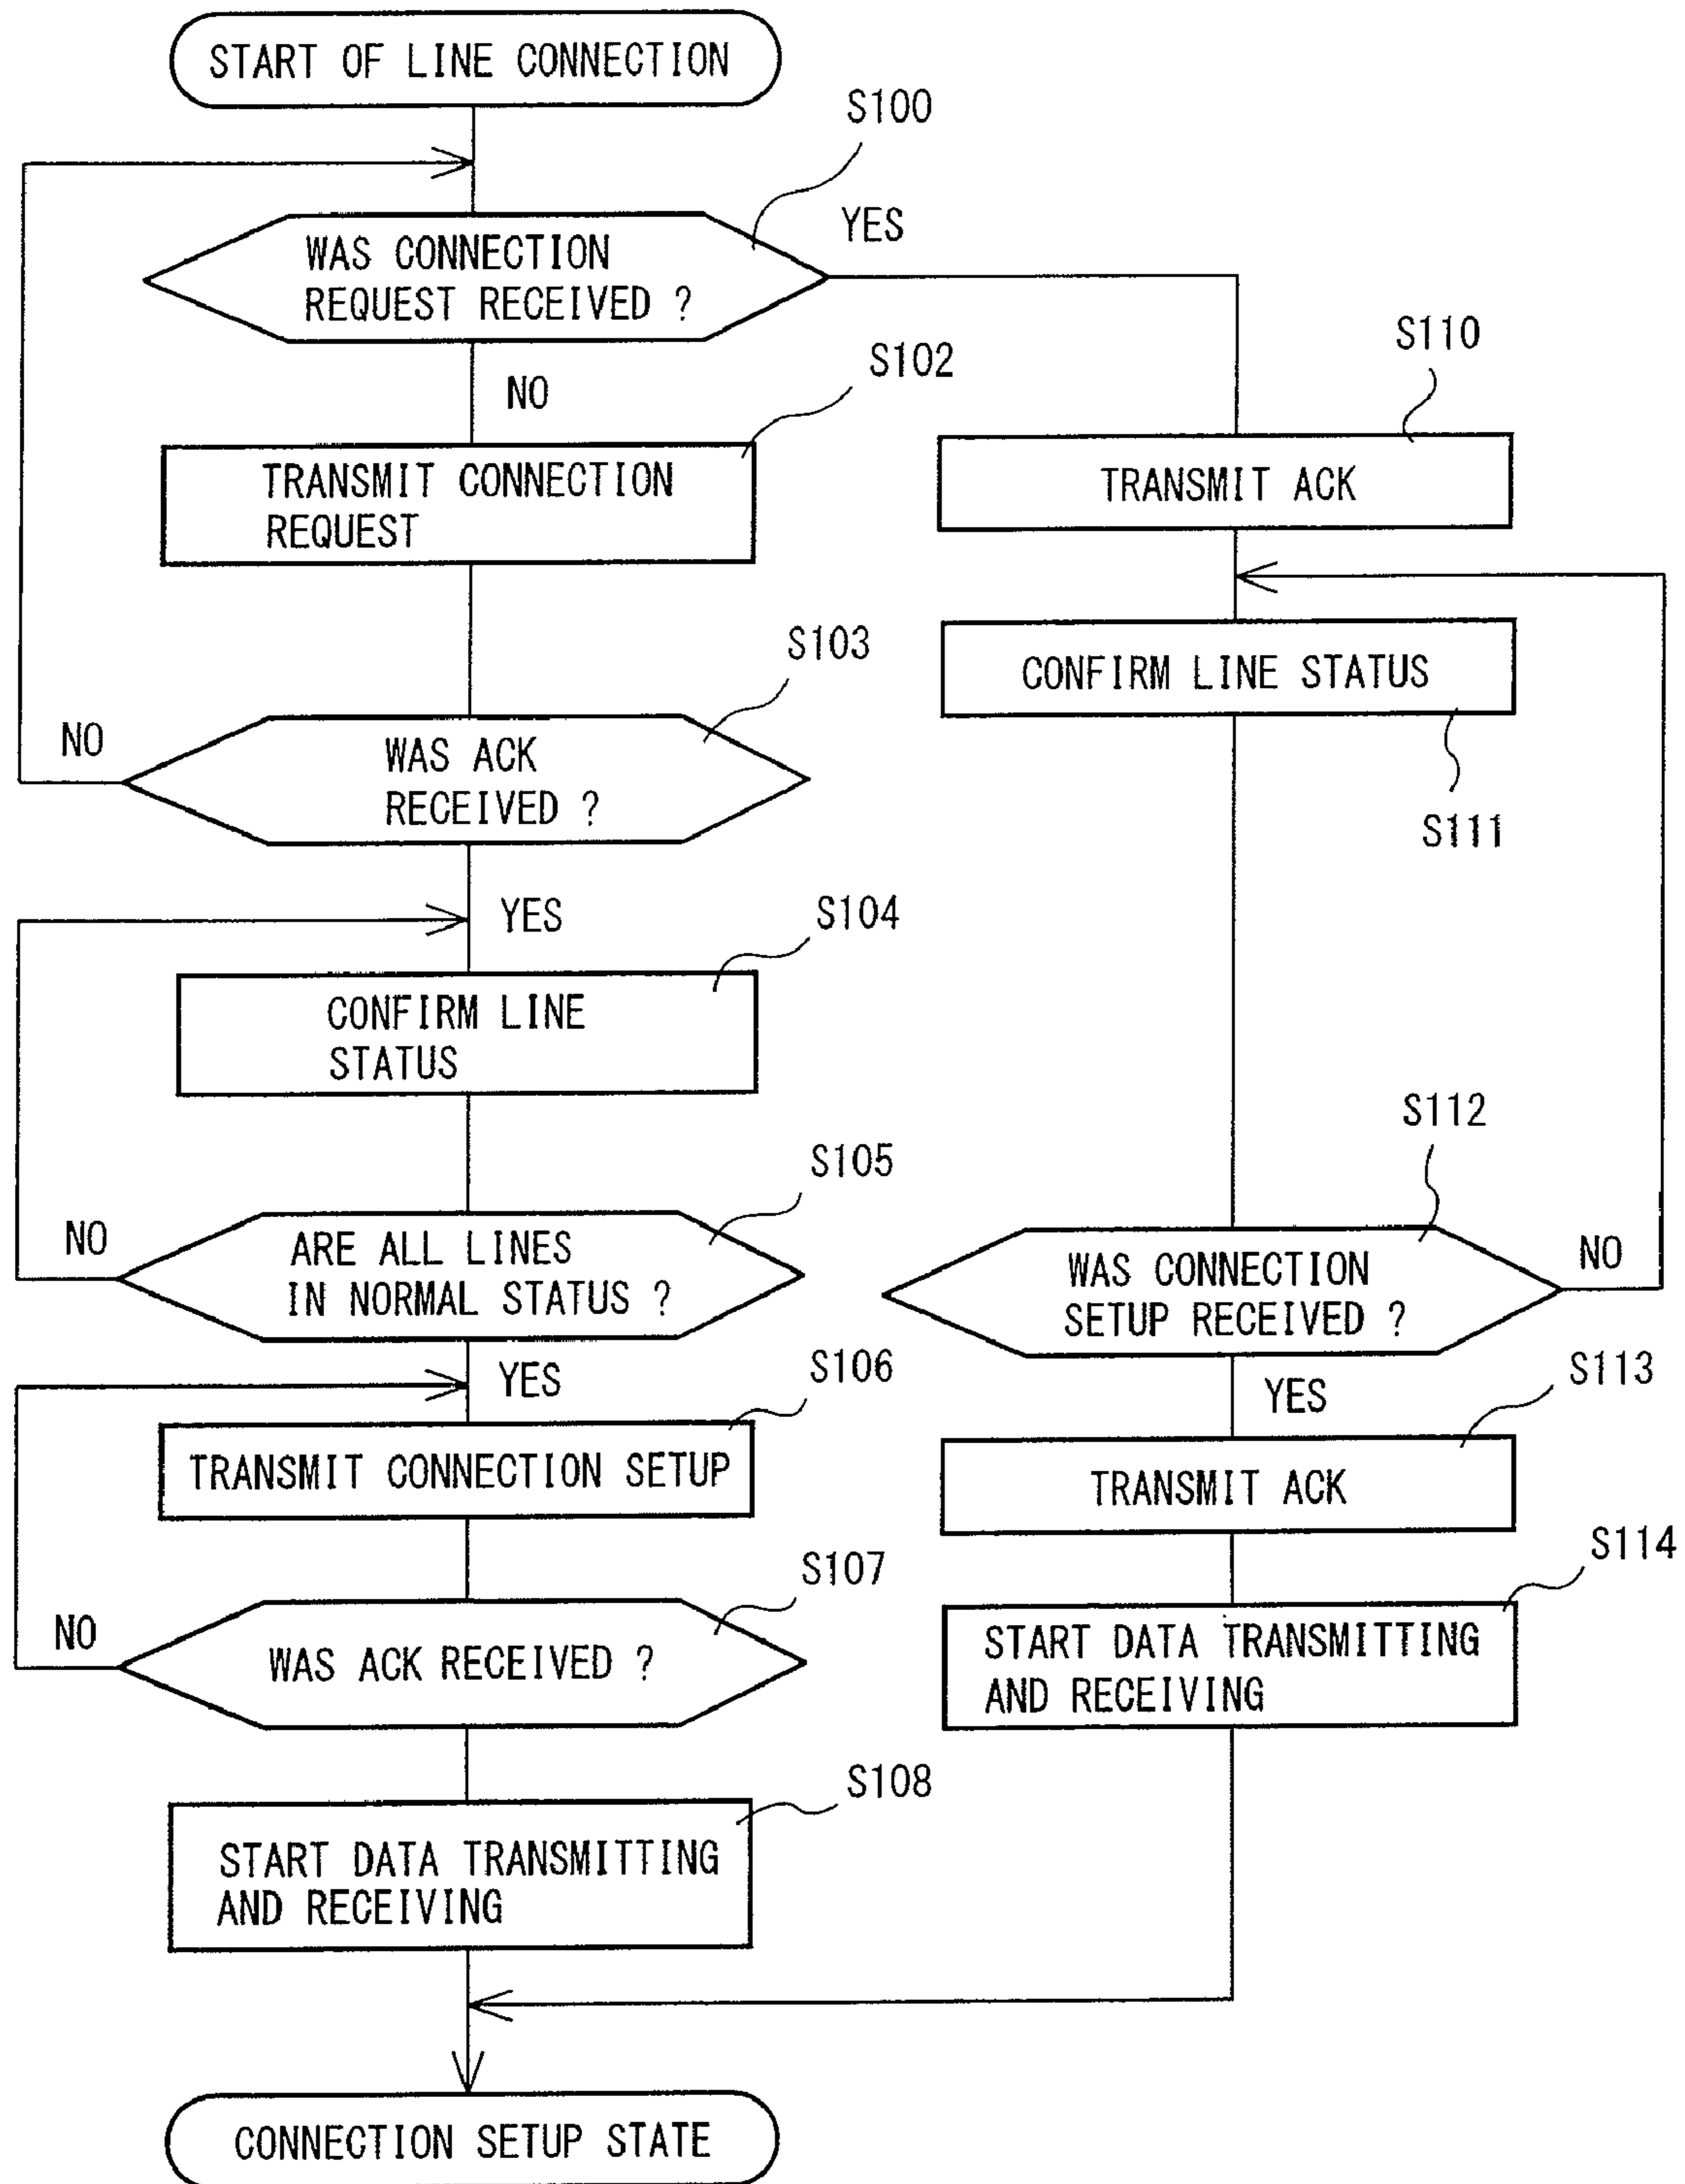 START OF LINE CONNECTION
S100
WAS CONNECTION
REQUEST RECEIVED ?
YES
NO
S102
TRANSMIT CONNECTION
REQUEST
S103
WAS ACK
RECEIVED ?
NO
YES
S104
CONFIRM LINE
STATUS
S105
ARE ALL LINES
IN NORMAL STATUS ?
NO
YES
S106
TRANSMIT CONNECTION SETUP
S107
WAS ACK RECEIVED ?
NO
S108
START DATA TRANSMITTING
AND RECEIVING
S110
TRANSMIT ACK
CONFIRM LINE STATUS
S111
S112
WAS CONNECTION
SETUP RECEIVED ?
NO
YES
S113
TRANSMIT ACK
S114
START DATA TRANSMITTING
AND RECEIVING
CONNECTION SETUP STATE